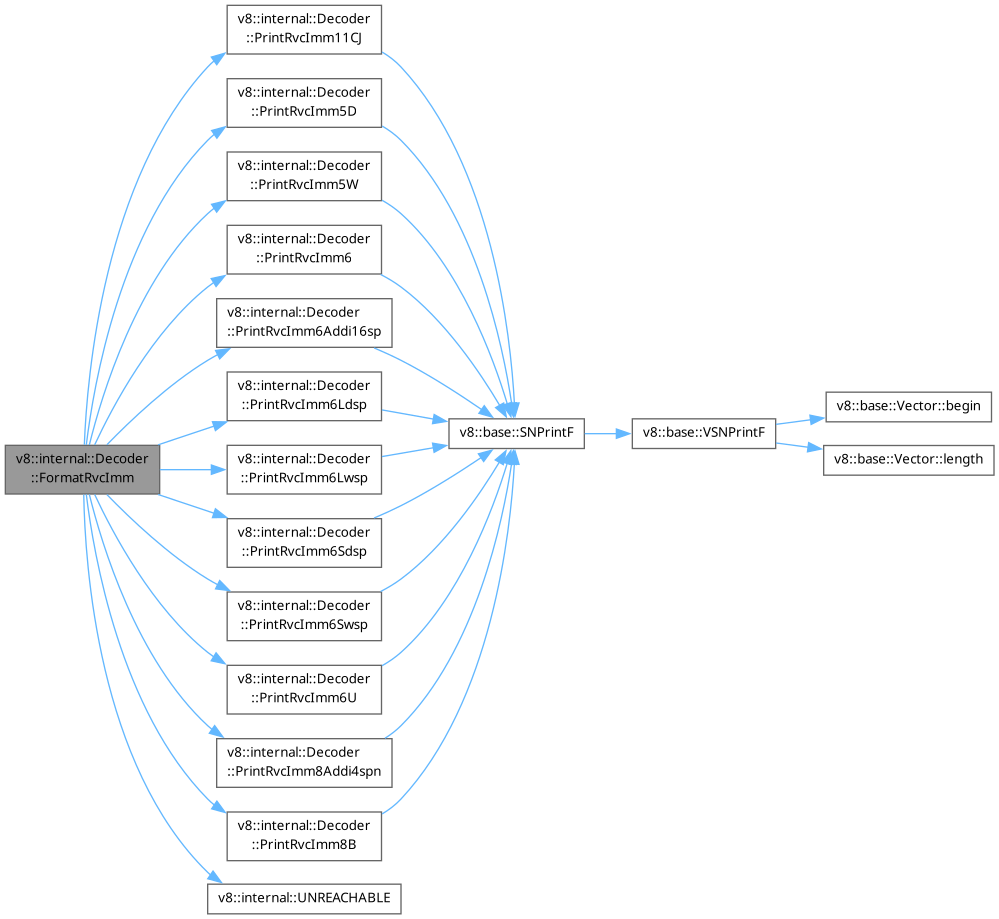 v8::internal::Decoder
::PrintRvcImm11CJ
v8::internal::Decoder
::PrintRvcImm5D
v8::internal::Decoder
::PrintRvcImm5W
v8::internal::Decoder
::PrintRvcImm6
v8::internal::Decoder
::PrintRvcImm6Addi16sp
v8::internal::Decoder
::PrintRvcImm6Ldsp
v8::internal::Decoder
::FormatRvcImm
v8::internal::Decoder
::PrintRvcImm6Lwsp
v8::internal::Decoder
::PrintRvcImm6Sdsp
v8::internal::Decoder
::PrintRvcImm6Swsp
v8::internal::Decoder
::PrintRvcImm6U
v8::internal::Decoder
::PrintRvcImm8Addi4spn
v8::internal::Decoder
::PrintRvcImm8B
v8::internal::UNREACHABLE
v8::base::SNPrintF
v8::base::VSNPrintF
v8::base::Vector::begin
v8::base::Vector::length